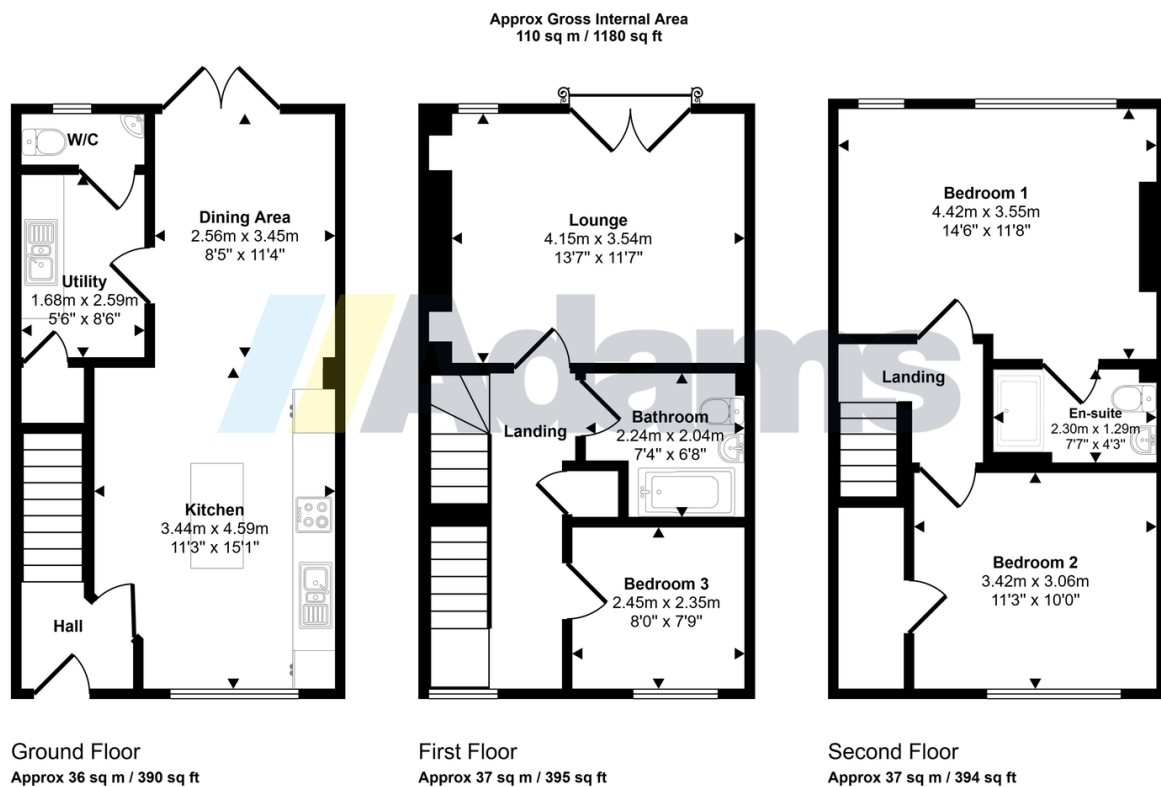 Approx Gross Internal Area
110 sq m / 1180 sq ft
W/C
Dining Area
2.56m x 3.45m
8'5" x 11'4"
Utility
1.68m x 2.59m
5'6" x 8'6"
Kitchen
3.44m x 4.59m
11'3" x 15'1"
Hall
Ground Floor
Approx 36 sq m / 390 sq ft
Lounge
4.15m x 3.54m
13'7" x 11'7"
Landing
Bathroom
2.24m x 2.04m
7'4" x 6'8"
Bedroom 3
2.45m x 2.35m
8'0" x 7'9"
First Floor
Approx 37 sq m / 395 sq ft
Bedroom 1
4.42m x 3.55m
14'6" x 11'8"
Landing
En-suite
2.30m x 1.29m
7'7" x 4'3"
Bedroom 2
3.42m x 3.06m
11'3" x 10'0"
Second Floor
Approx 37 sq m / 394 sq ft
Adams